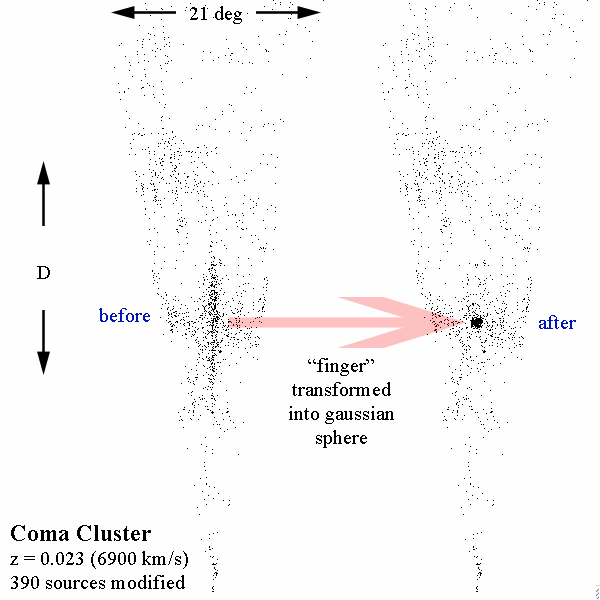 21 deg
D
before
after
“finger”
transformed
into gaussian
sphere
Coma Cluster
z = 0.023 (6900 km/s)
390 sources modified